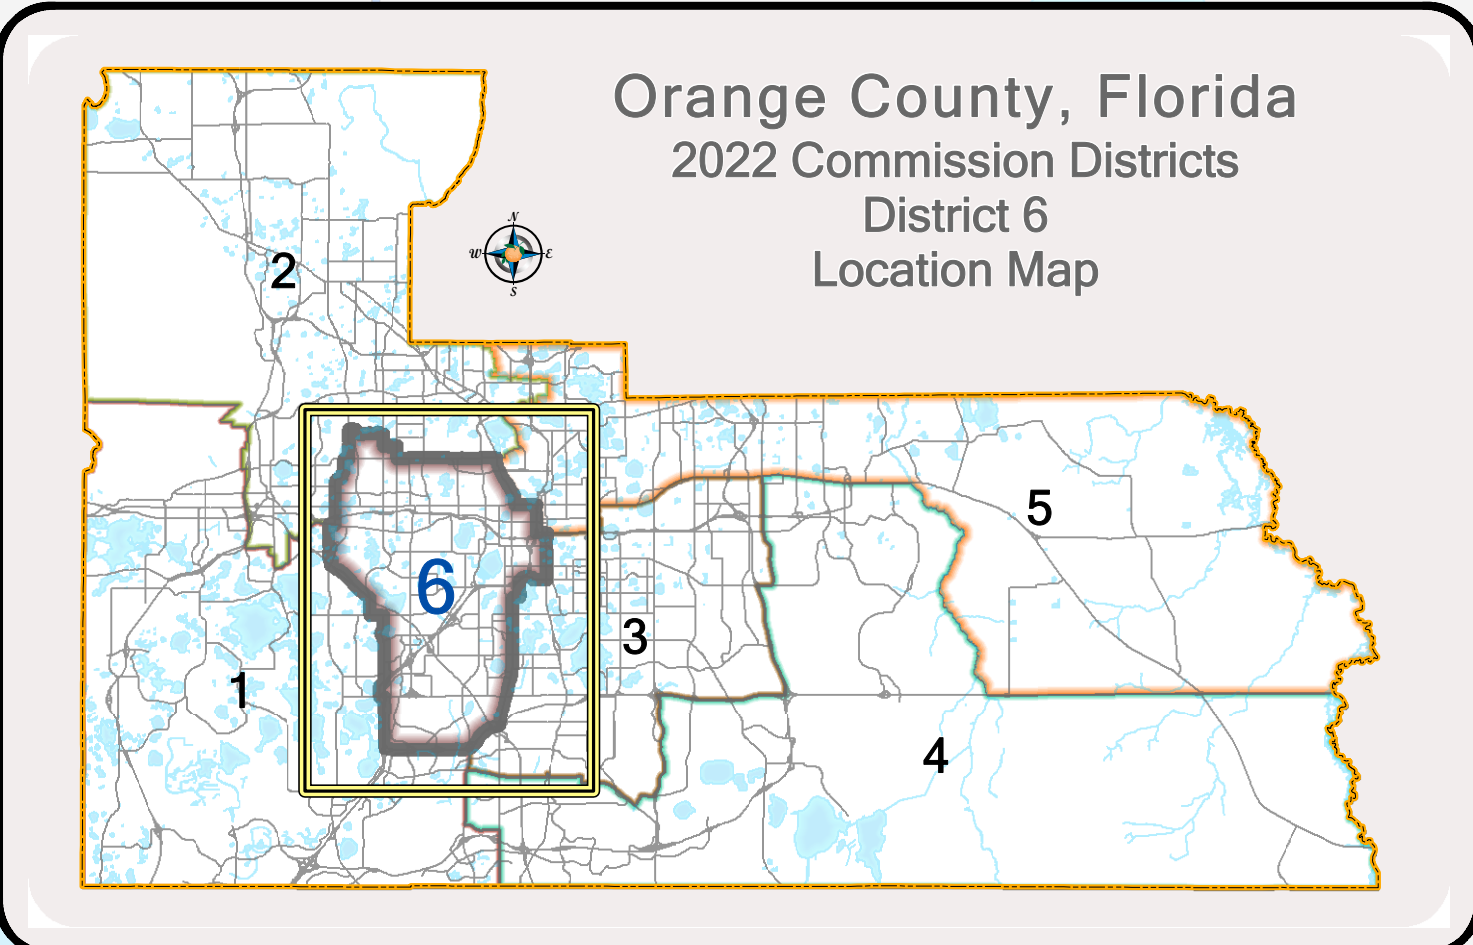 Orange County, Florida
2022 Commission Districts
District 6
Location Map
N
W E
S
2
5
6
3
1
4